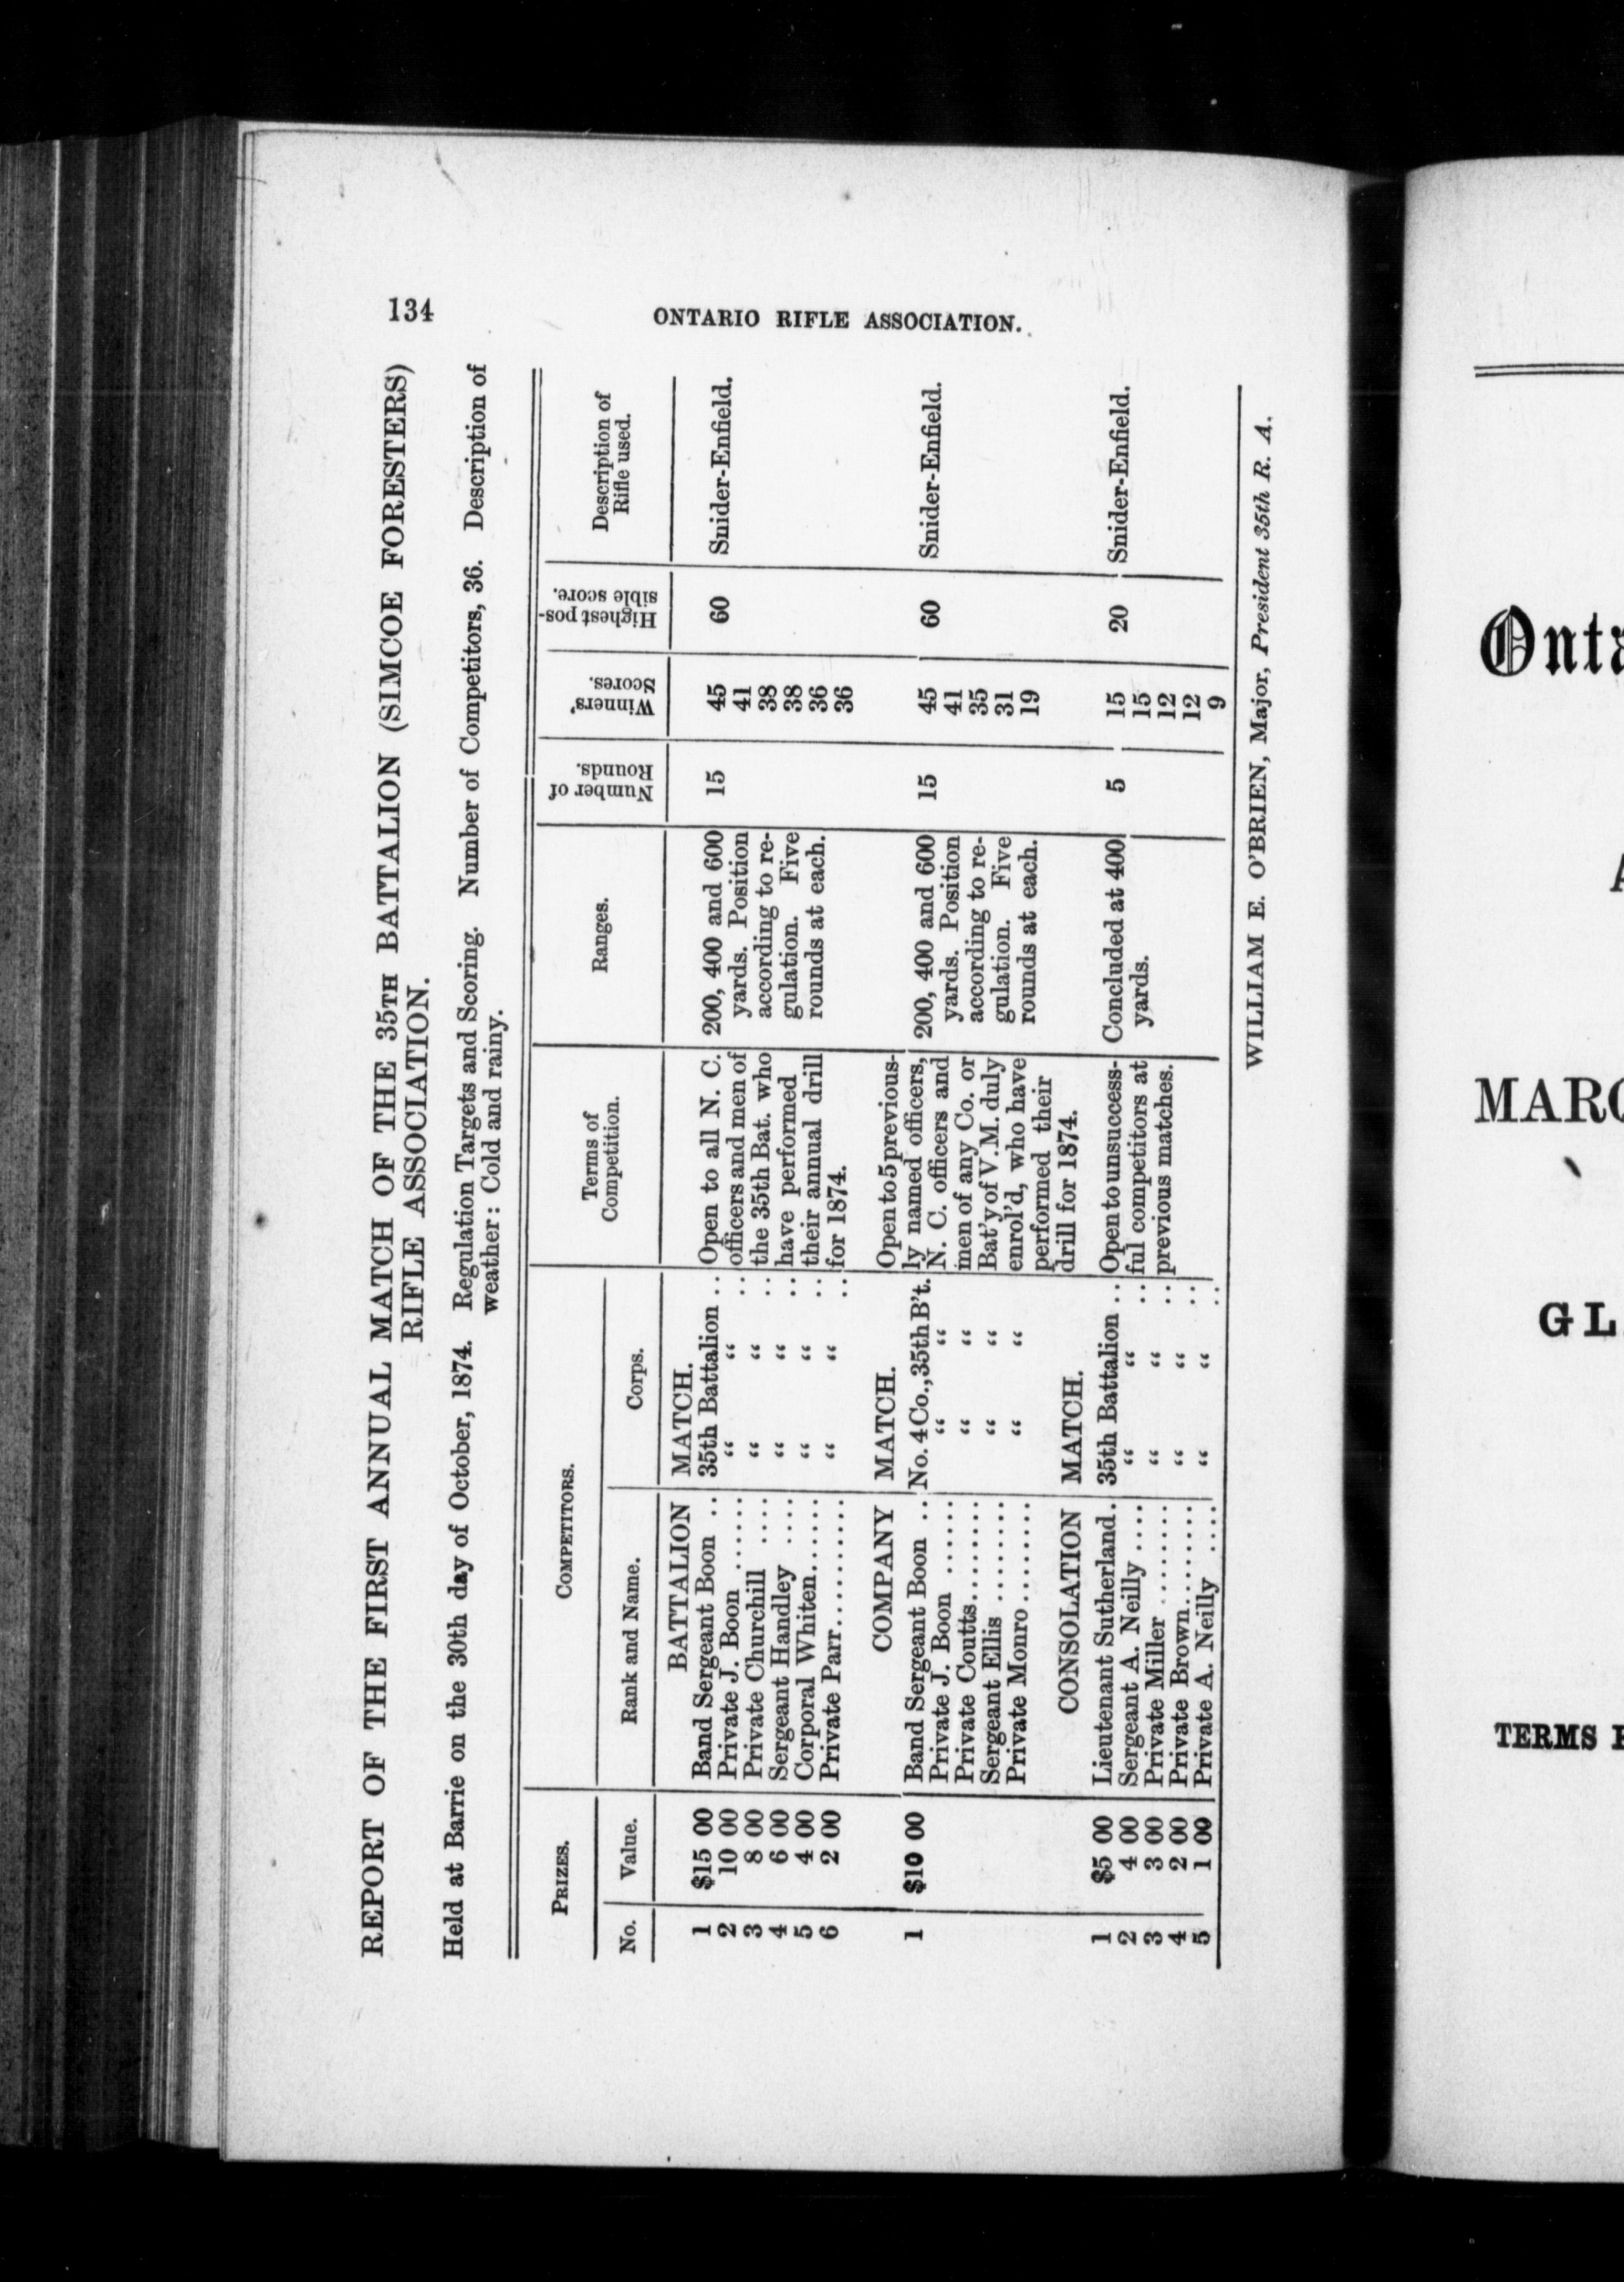 134
ONTARIO RIFLE ASSOCIATION.
REPORT OF THE FIRST ANNUAL MATCH OF THE 35TH BATTALION (SIMCOE FORESTERS)
RIFLE ASSOCIATION.
Held at Barrie on the 30th day of October, 1874. Regulation Targets and Scoring. Number of Competitors, 36. Description of
weather: Cold and rainy.
PRIZES.
No.
Value.
COMPETITORS.
Rank and Name.
Corps.
Terms of
Competition.
Ranges.
Number of
Rounds.
Winners'
Scores.
Highest pos-
sible score.
Description of
Rifle used.
BATTALION MATCH.
1 $15 00 Band Sergeant Boon .. 35th Battalion .. Open to all N. C. 200, 400 and 600 15 45 60 Snider-Enfield.
2 10 00 Private J. Boon ...... “ “ .. officers and men of yards. Position 41
3 8 00 Private Churchill .... “ “ .. the 35th Bat. who according to re- 38
4 6 00 Sergeant Handley .... “ “ .. have performed gulation. Five 38
5 4 00 Corporal Whiten...... “ “ .. their annual drill rounds at each. 36
6 2 00 Private Parr.......... “ “ .. for 1874. 36
COMPANY MATCH. Open to 5 previous-
1 $10 00 Band Sergeant Boon .. No. 4 Co., 35th B't. ly named officers, 200, 400 and 600 15 45 60 Snider-Enfield.
Private J. Boon ...... “ “ N. C. officers and yards. Position 41
Private Coutts........ “ “ men of any Co. or according to re- 35
Sergeant Ellis ........ “ “ Bat'y of V.M. duly gulation. Five 31
Private Monro........ “ “ enrol'd, who have rounds at each. 19
performed their
CONSOLATION MATCH. drill for 1874.
1 $5 00 Lieutenant Sutherland. 35th Battalion .. Open to unsuccess- Concluded at 400 5 15 20 Snider-Enfield.
2 4 00 Sergeant A. Neilly .... “ “ .. ful competitors at yards. 15
3 3 00 Private Miller ........ “ “ .. previous matches. 12
4 2 00 Private Brown......... “ “ .. 12
5 1 00 Private A. Neilly .... “ “ .. 9
WILLIAM E. O'BRIEN, Major, President 35th R. A.
Onta
MARC
GL
TERMS